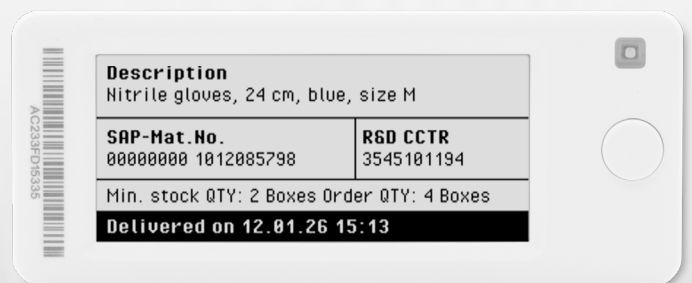 AC233FD15335
Description
Nitrile gloves, 24 cm, blue, size M
SAP-Mat.No.
00000000 1012085798
R&D CCTR
3545101194
Min. stock QTY: 2 Boxes Order QTY: 4 Boxes
Delivered on 12.01.26 15:13